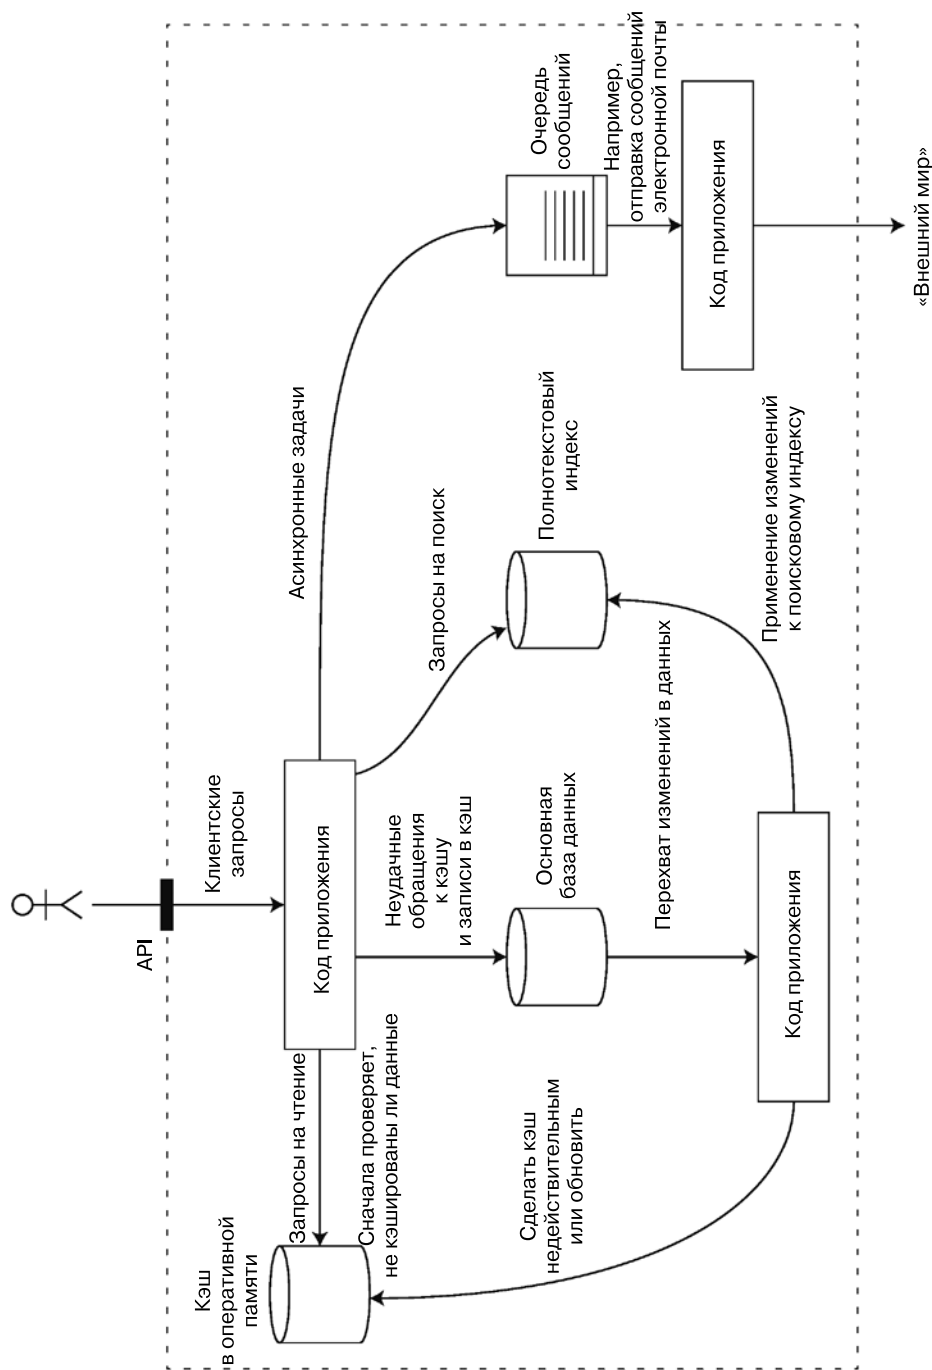 API
Клиентские
запросы
Кэш
в оперативной
памяти
Запросы на чтение
Сначала проверяет,
не кэшированы ли данные
Код приложения
Асинхронные задачи
Неудачные
обращения
к кэшу
и записи в кэш
Запросы на поиск
Основная
база данных
Полнотекстовый
индекс
Очередь
сообщений
Например,
отправка сообщений
электронной почты
Код приложения
«Внешний мир»
Сделать кэш
недействительным
или обновить
Перехват изменений в данных
Код приложения
Применение изменений
к поисковому индексу